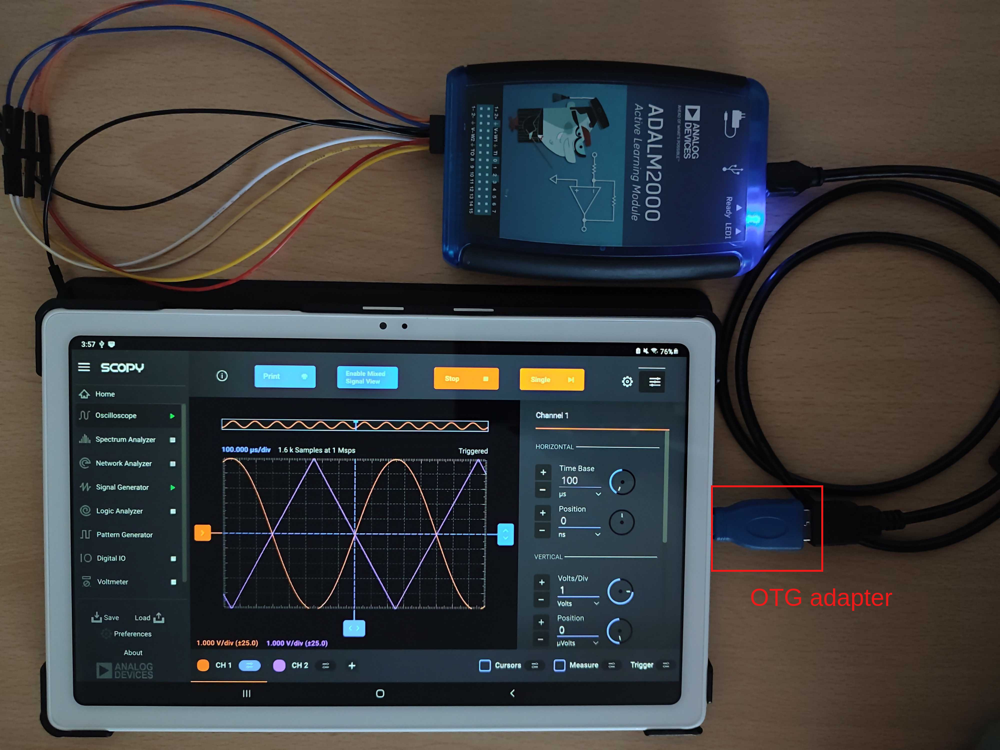 1+ 2+ ⏚ V+ W1 ⏚ TI 0 1 2 3 4 5 6 7
1- 2- ⏚ V- W2 ⏚ TO 8 9 10 11 12 13 14 15
ADALM2000
Active Learning Module
ANALOG
DEVICES
AHEAD OF WHAT'S POSSIBLE™
Ready LED1
3:57
76%
SCOPY
Print
Enable Mixed
Signal View
Stop
Single
Home
Oscilloscope
Spectrum Analyzer
Network Analyzer
Signal Generator
Logic Analyzer
Pattern Generator
Digital IO
Voltmeter
Save Load
Preferences
About
ANALOG
DEVICES
100.000 µs/div 1.6 k Samples at 1 Msps Triggered
1.000 V/div (±25.0) 1.000 V/div (±25.0)
CH 1 CH 2 + Cursors Measure Trigger
Channel 1
HORIZONTAL
Time Base
+ 100
- µs
Position
+ 0
- ns
VERTICAL
Volts/Div
+ 1
- Volts
Position
+ 0
- µVolts
OTG adapter